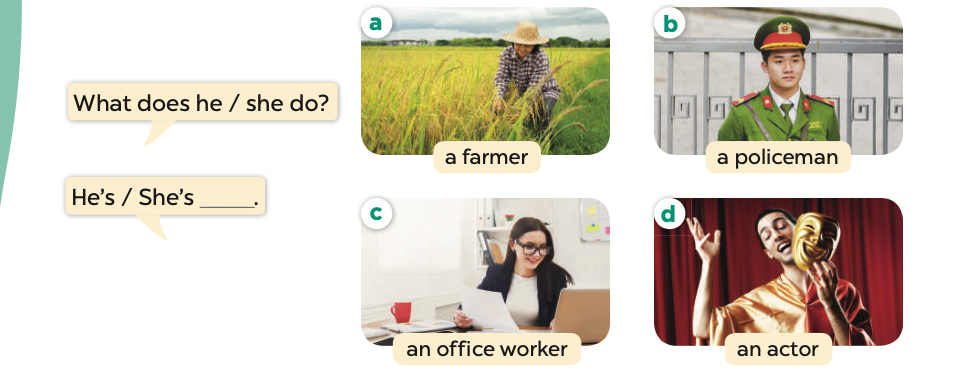 What does he / she do?
He's / She's _____.
a
a farmer
b
a policeman
c
an office worker
d
an actor